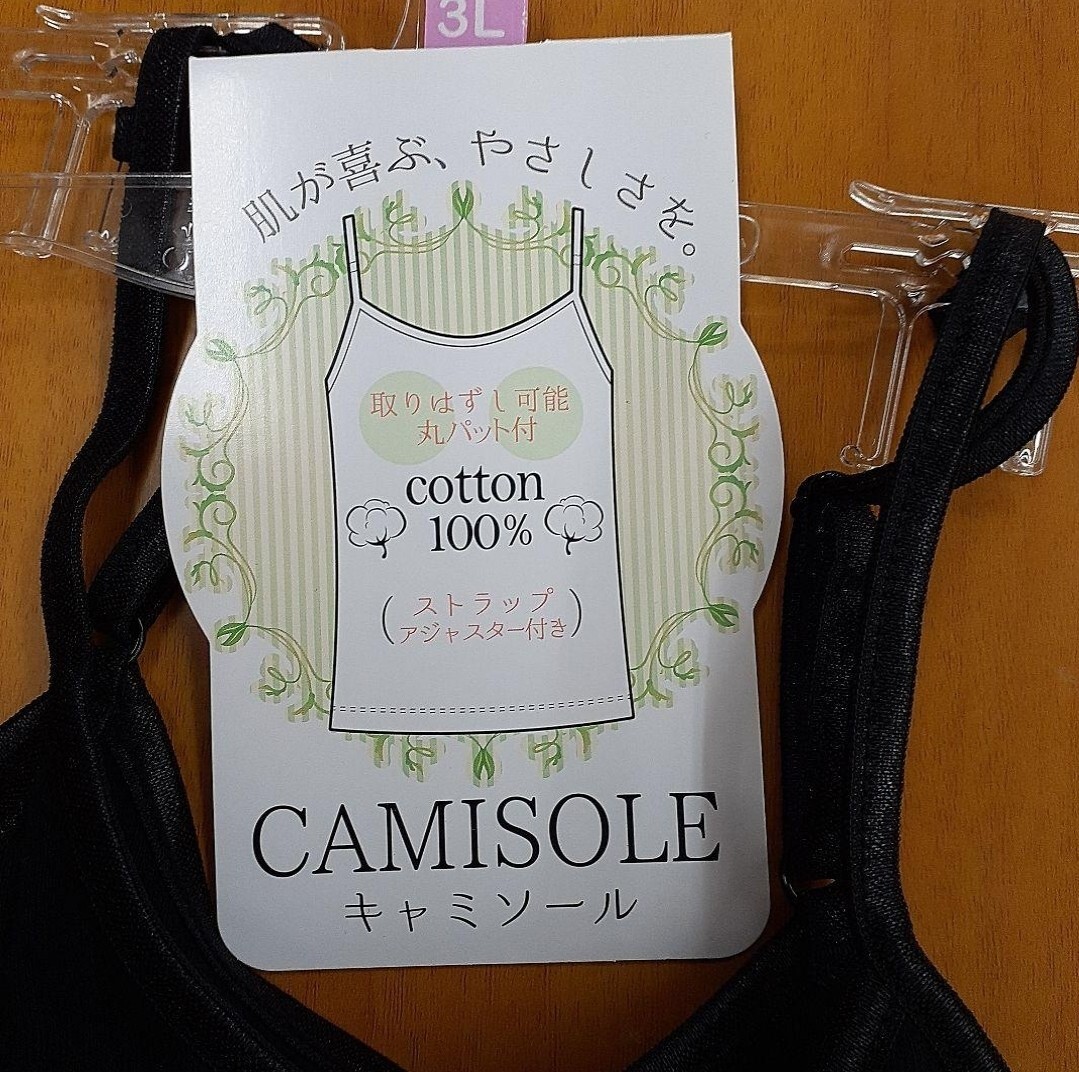 3L
肌が喜ぶ、やさしさを。
取りはずし可能
丸パット付
cotton
100%
(ストラップ
アジャスター付き)
CAMISOLE
キャミソール